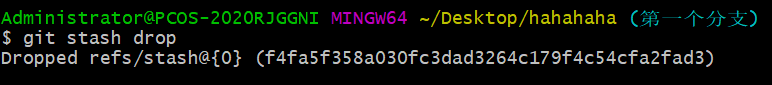 Administrator@PCOS-2020RJGGNI MINGW64 ~/Desktop/hahahaha (第一个分支)
$ git stash drop
Dropped refs/stash@{0} (f4fa5f358a030fc3dad3264c179f4c54cfa2fad3)